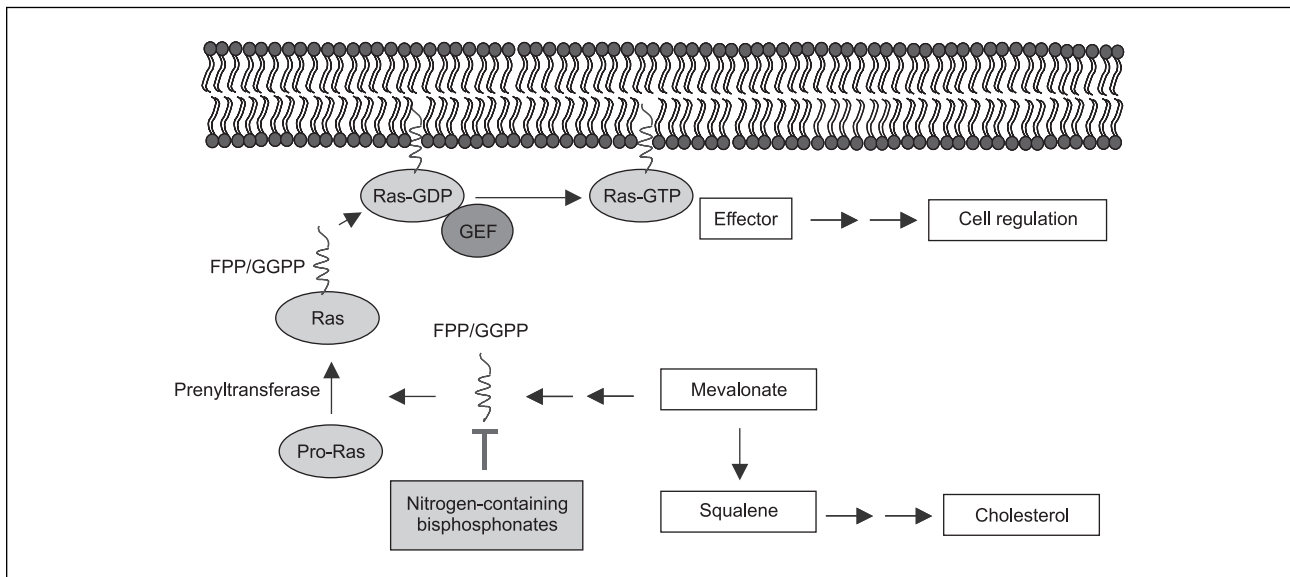 Ras-GDP
Ras-GTP
Effector
Cell regulation
GEF
FPP/GGPP
Ras
FPP/GGPP
Prenyltransferase
Mevalonate
Pro-Ras
Nitrogen-containing
bisphosphonates
Squalene
Cholesterol